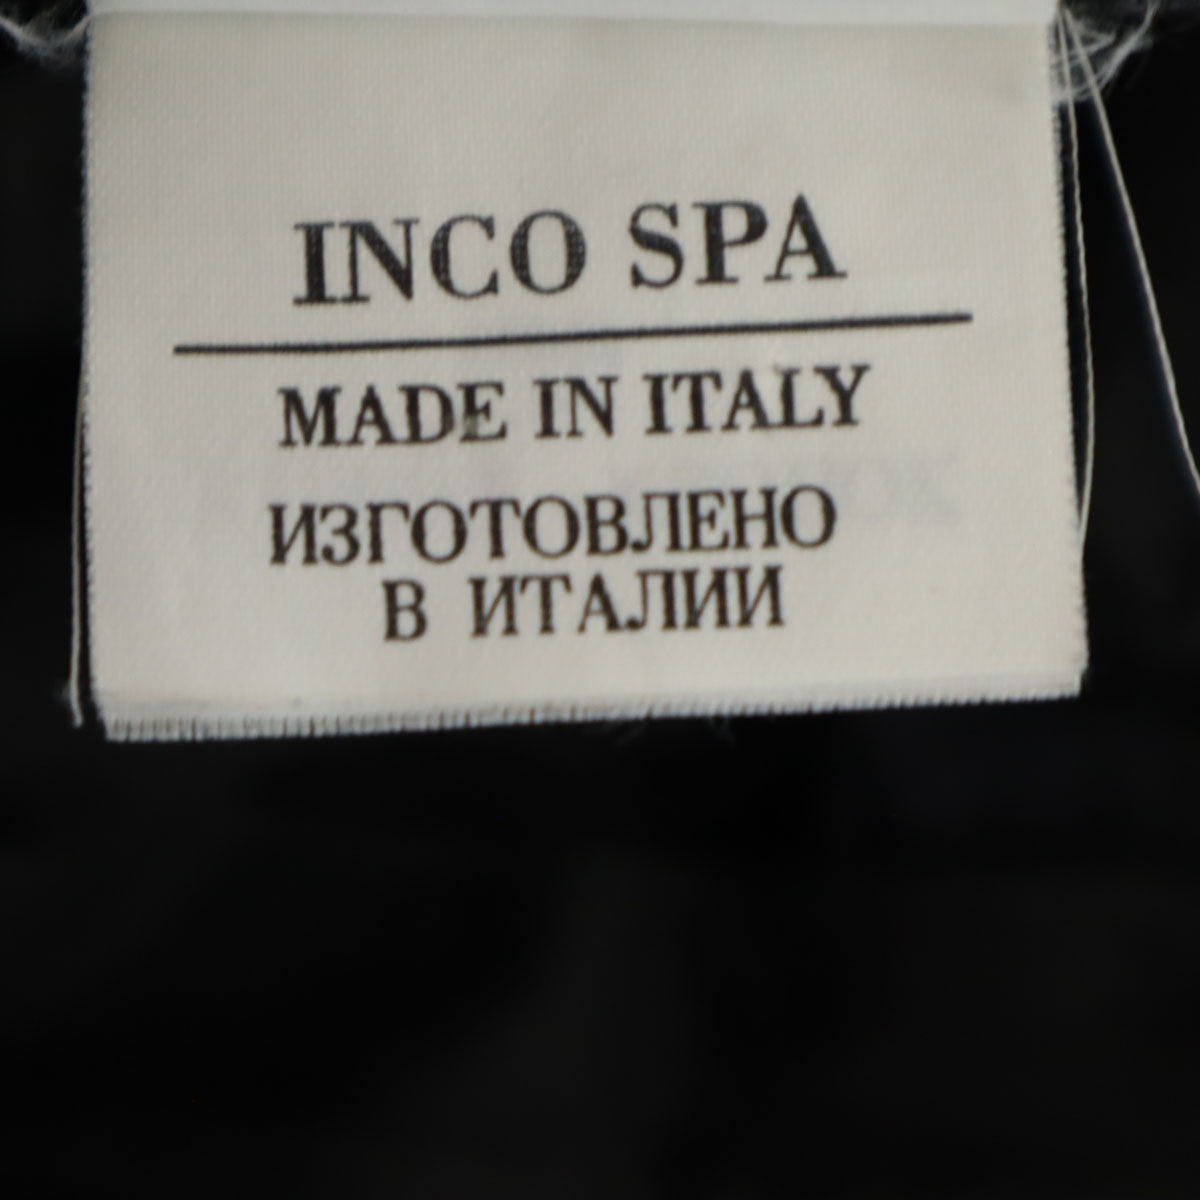 INCO SPA
MADE IN ITALY
ИЗГОТОВЛЕНО
В ИТАЛИИ